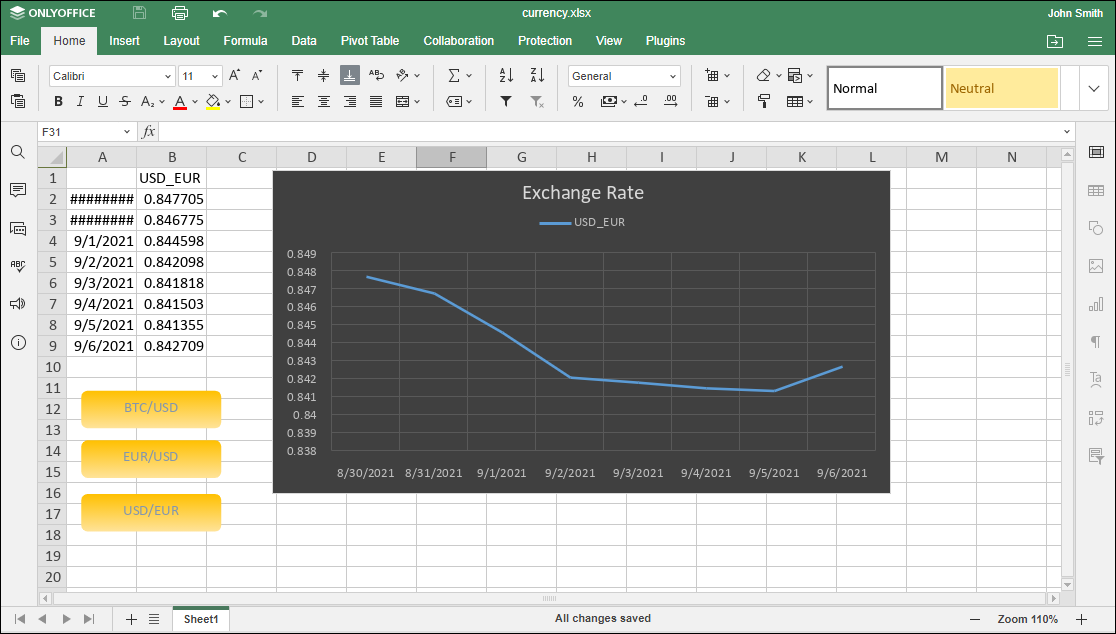 ONLYOFFICE currency.xlsx John Smith
File Home Insert Layout Formula Data Pivot Table Collaboration Protection View Plugins
Calibri 11 General Normal Neutral
F31 fx
A B C D E F G H I J K L M N
1 USD_EUR
2 ######## 0.847705
3 ######## 0.846775
4 9/1/2021 0.844598
5 9/2/2021 0.842098
6 9/3/2021 0.841818
7 9/4/2021 0.841503
8 9/5/2021 0.841355
9 9/6/2021 0.842709
10
11
12
13
14
15
16
17
18
19
20
BTC/USD
EUR/USD
USD/EUR
Exchange Rate
USD_EUR
0.849
0.848
0.847
0.846
0.845
0.844
0.843
0.842
0.841
0.84
0.839
0.838
8/30/2021 8/31/2021 9/1/2021 9/2/2021 9/3/2021 9/4/2021 9/5/2021 9/6/2021
Sheet1 All changes saved Zoom 110%